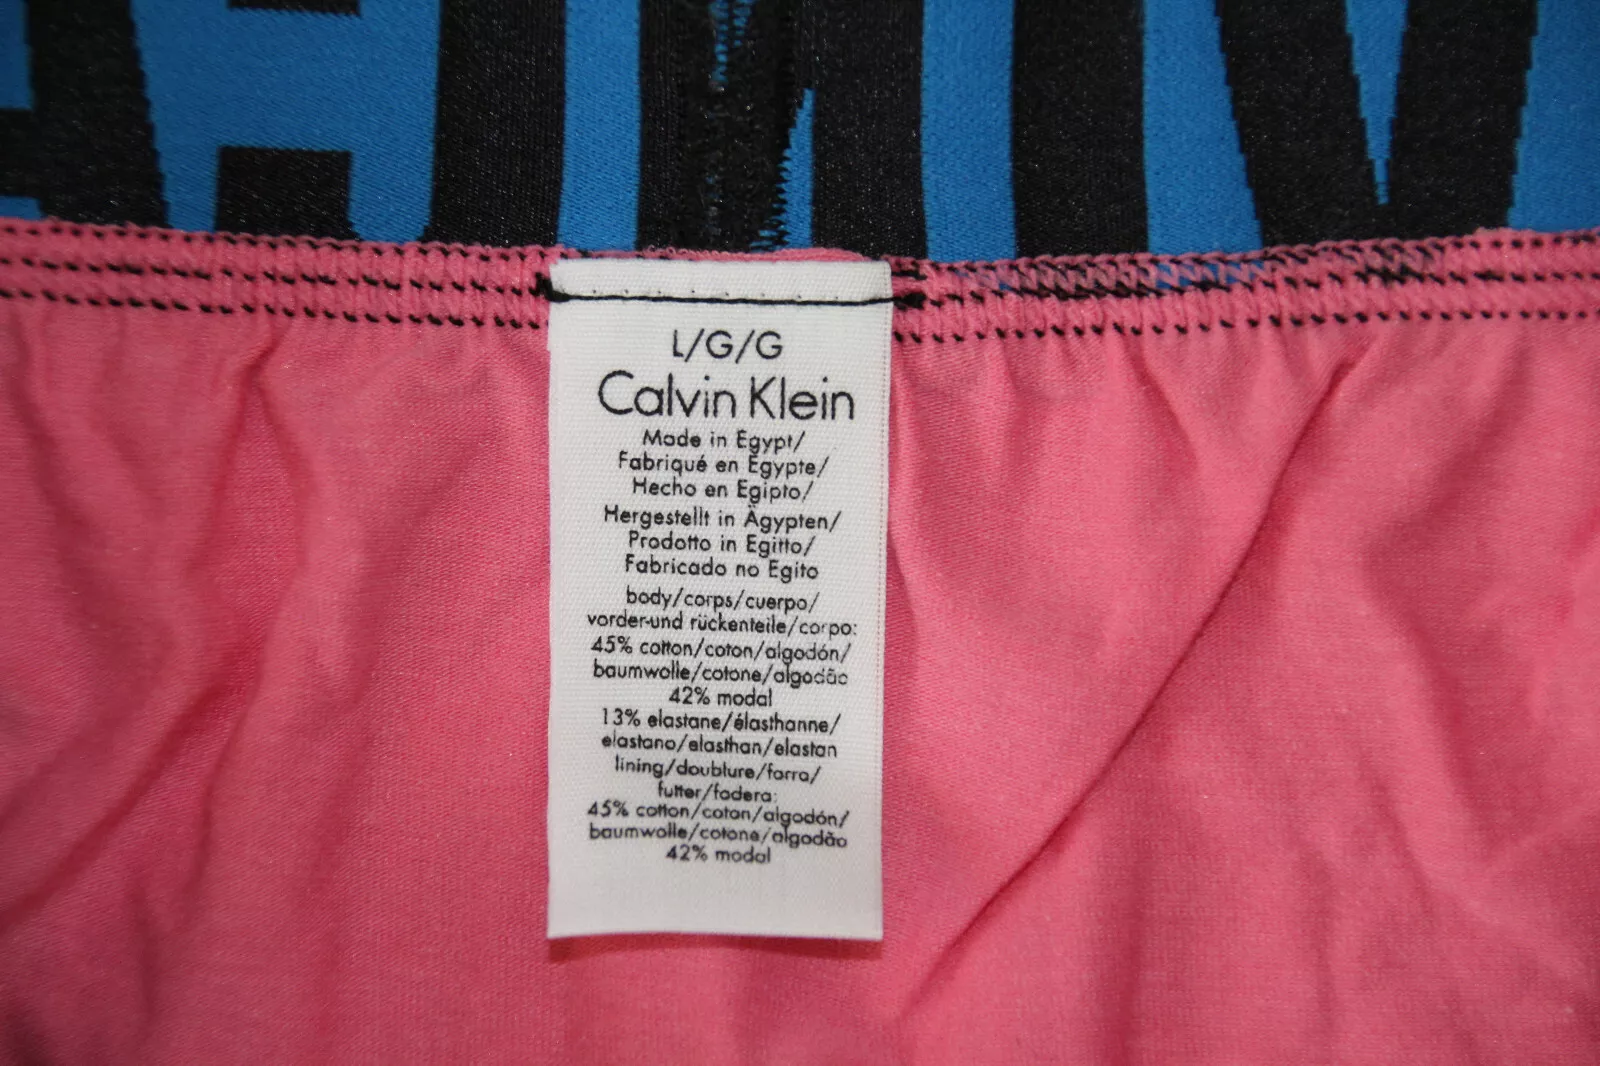 L/G/G
Calvin Klein
Made in Egypt/
Fabriqué en Egypte/
Hecho en Egipto/
Hergestellt in Ägypten/
Prodotto in Egitto/
Fabricado no Egito
body/corps/cuerpo/
vorder-und rückenteile/corpo:
45% cotton/coton/algodón/
baumwolle/cotone/algodão
42% modal
13% elastane/élasthanne/
elastano/elasthan/elastan
lining/doublure/forro/
futter/fodera:
45% cotton/coton/algodón/
baumwolle/cotone/algodão
42% modal